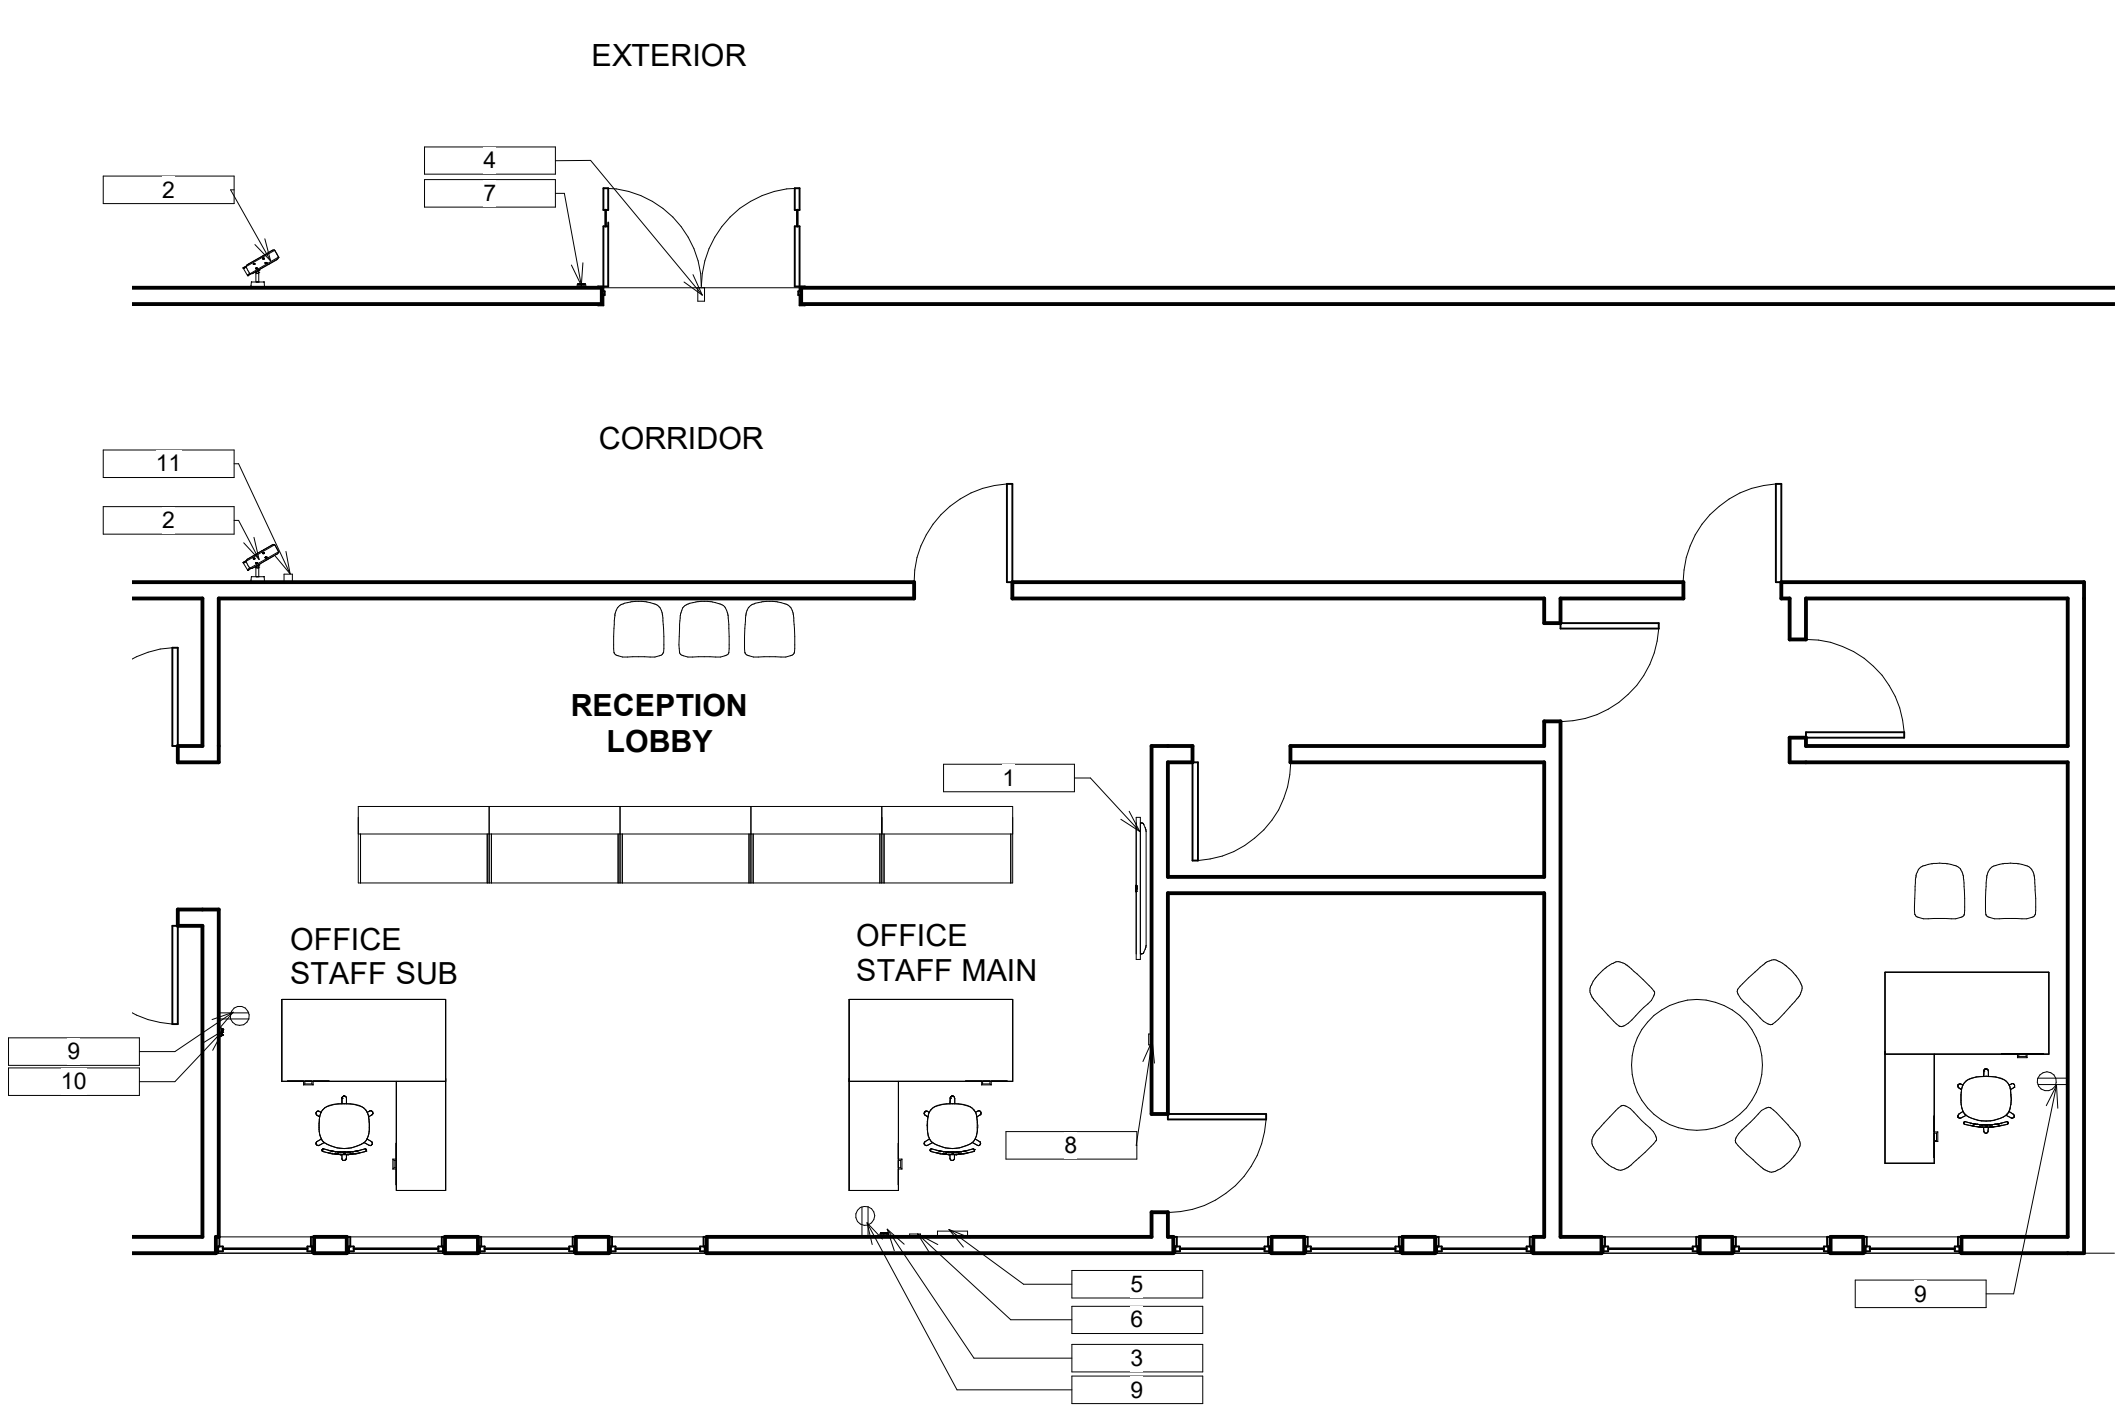 EXTERIOR
4
2
7
CORRIDOR
11
2
RECEPTION
LOBBY
1
OFFICE
STAFF SUB
OFFICE
STAFF MAIN
9
10
8
5
6
3
9
9